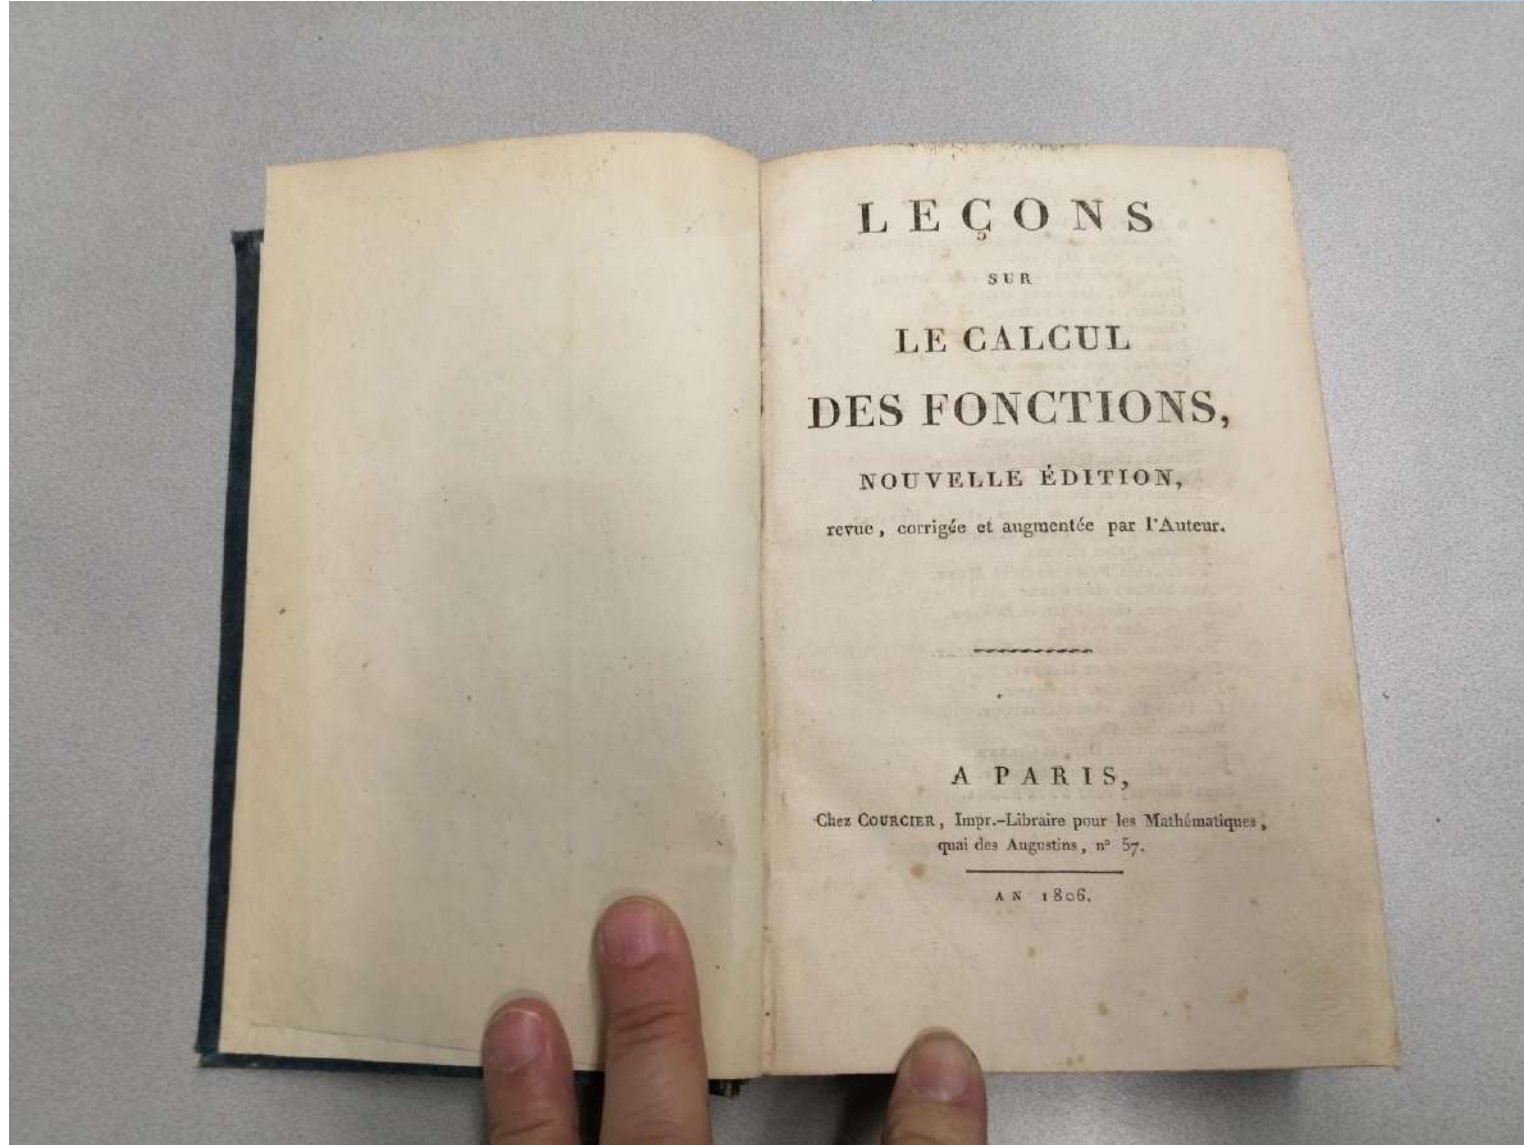 LEÇONS
SUR
LE CALCUL
DES FONCTIONS,
NOUVELLE ÉDITION,
revue, corrigée et augmentée par l'Auteur.
A PARIS,
Chez COURCIER, Impr.-Libraire pour les Mathématiques,
quai des Augustins, n° 57.
AN 1806.